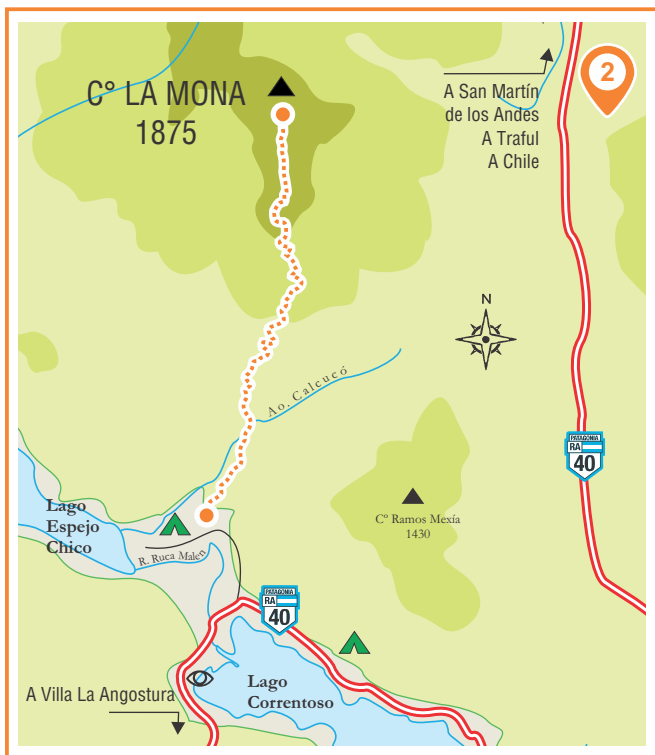 C° LA MONA
1875
A San Martín
de los Andes
A Traful
A Chile
2
N
Ao. Calcucó
PATAGONIA
RA
40
Lago
Espejo
Chico
C° Ramos Mexía
1430
R. Ruca Malen
PATAGONIA
RA
40
Lago
Correntoso
A Villa La Angostura